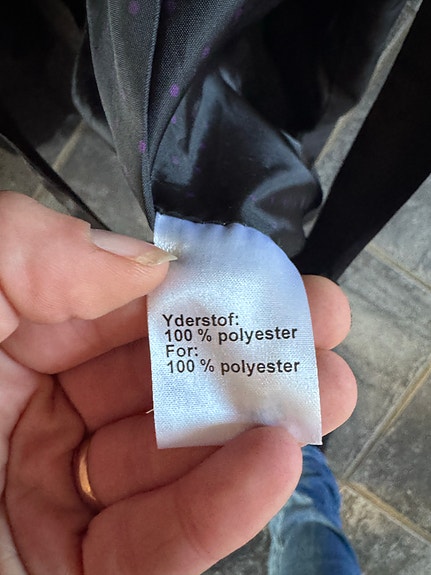 Yderstof:
100 % polyester
For:
100 % polyester